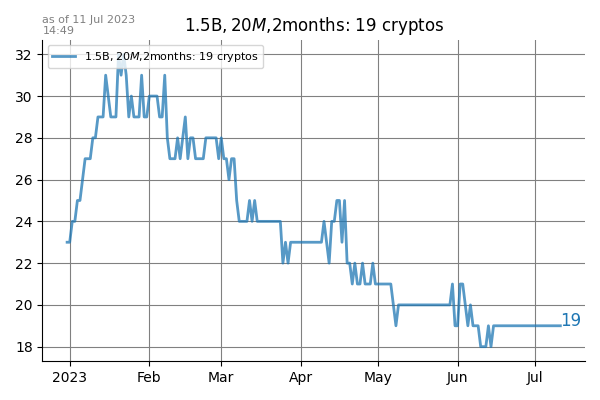 as of 11 Jul 2023
14:49
1.5B, 20M,2months: 19 cryptos
1.5B, 20M,2months: 19 cryptos
32
30
28
26
24
22
20
18
19
2023 Feb Mar Apr May Jun Jul